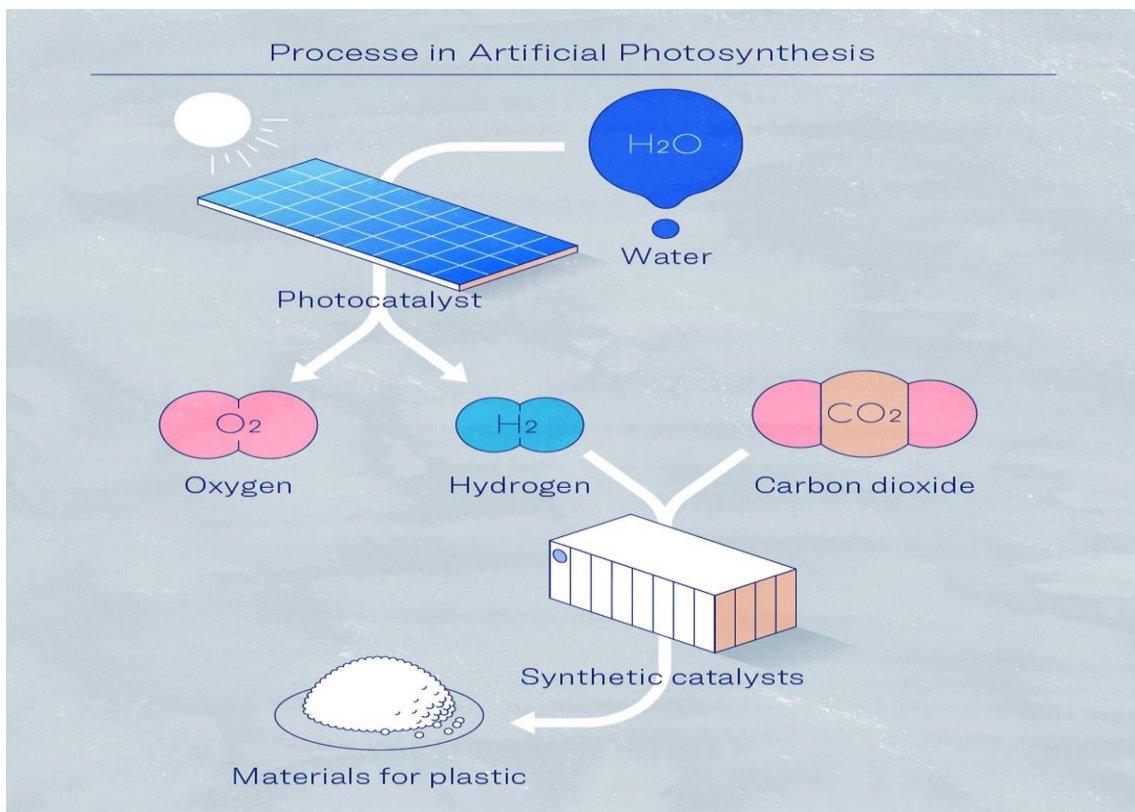 Processe in Artificial Photosynthesis
H2O
Water
Photocatalyst
O2
H2
CO2
Oxygen
Hydrogen
Carbon dioxide
Synthetic catalysts
Materials for plastic